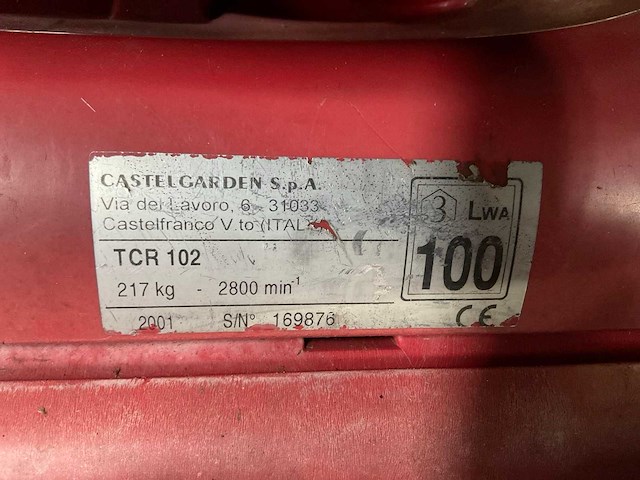 CASTELGARDEN S.p.A.
Via del Lavoro, 6 - 31033
Castelfranco V.to (ITALY)
TCR 102
217 kg - 2800 min⁻¹
2001 S/N° 169876
3 LWA
100
CE